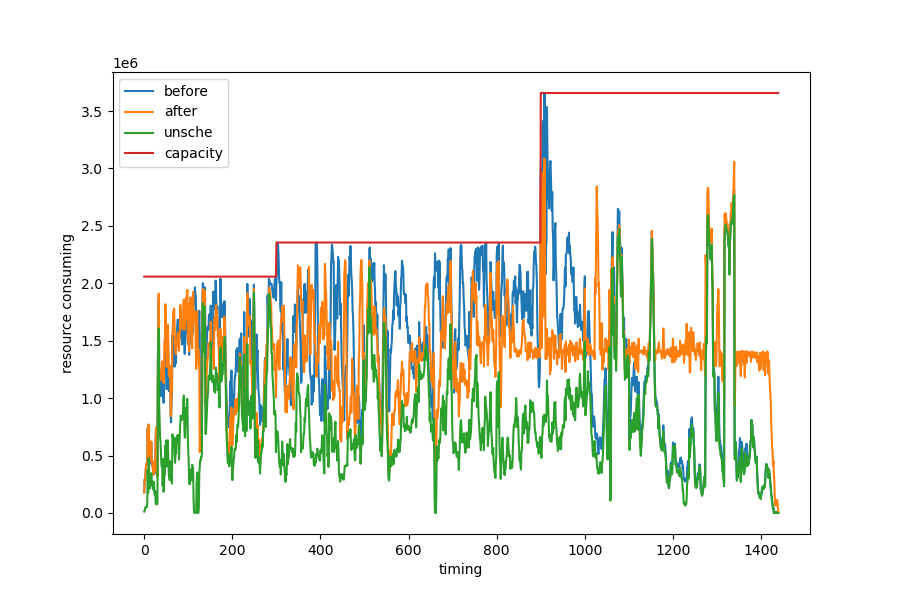 1e6
before
after
unsche
capacity
3.5
3.0
2.5
2.0
1.5
1.0
0.5
0.0
resource consuming
0 200 400 600 800 1000 1200 1400
timing